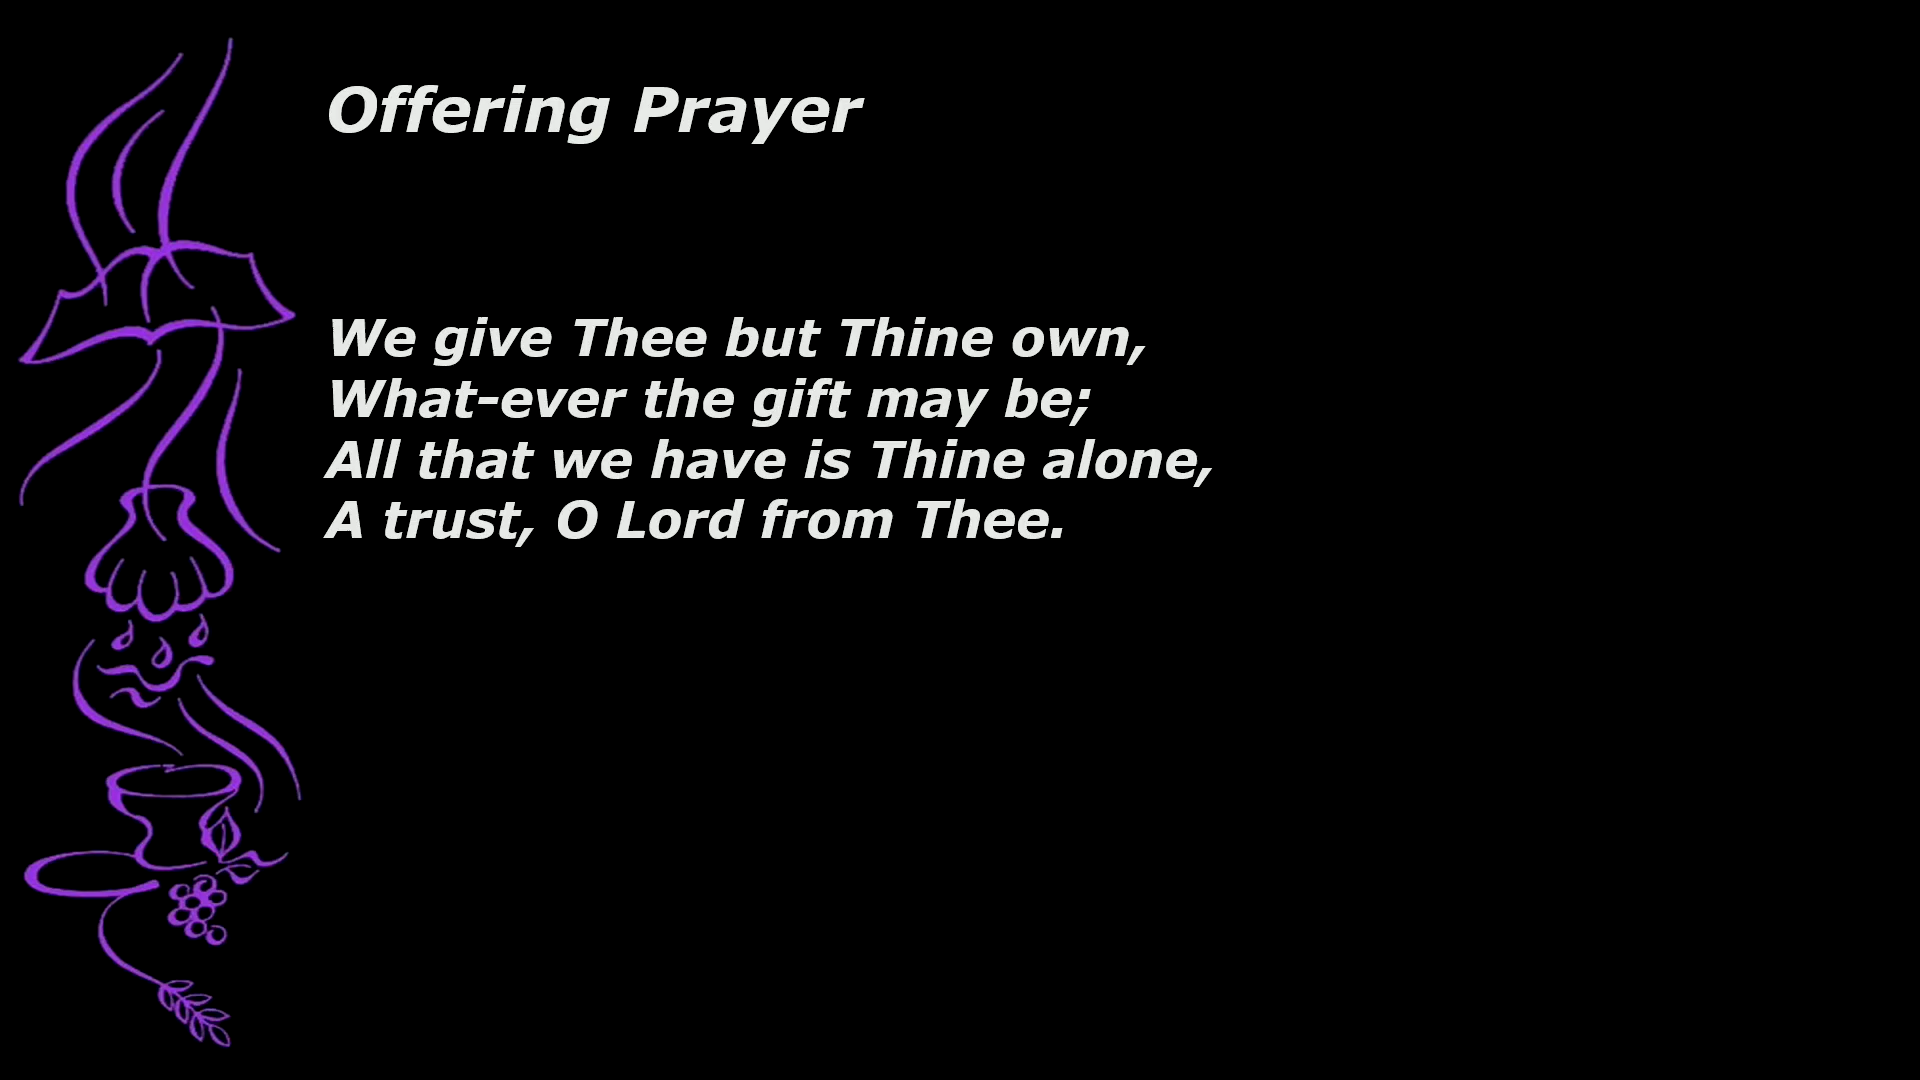 Offering Prayer
We give Thee but Thine own,
What-ever the gift may be;
All that we have is Thine alone,
A trust, O Lord from Thee.